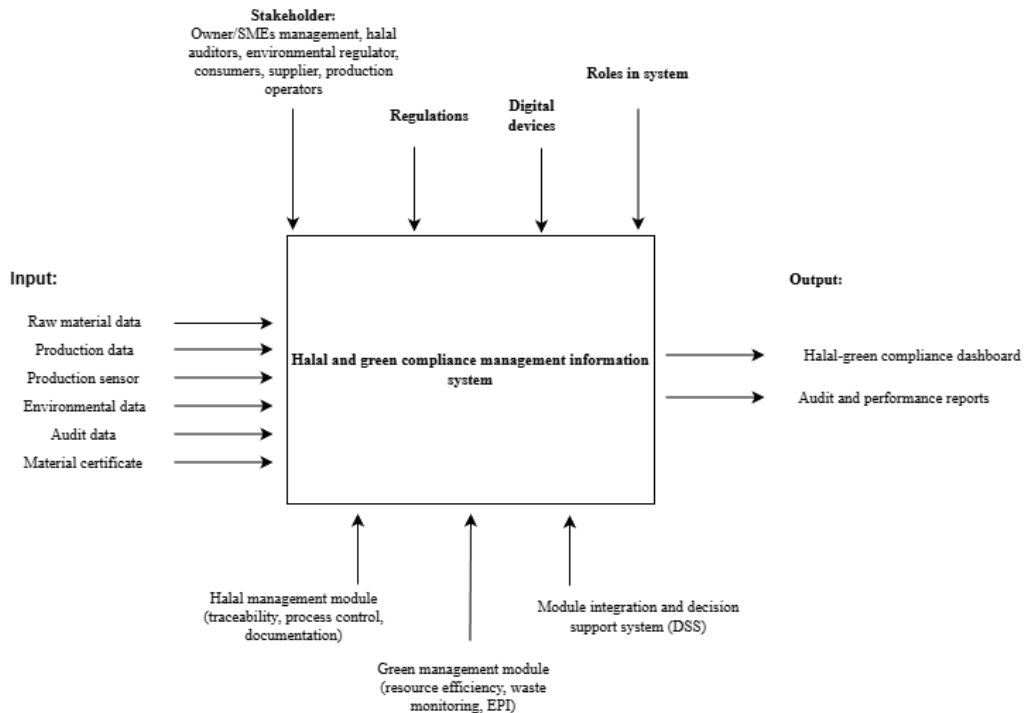 Stakeholder:
Owner/SMEs management, halal
auditors, environmental regulator,
consumers, supplier, production
operators
Regulations
Digital
devices
Roles in system
Input:
Raw material data
Production data
Production sensor
Environmental data
Audit data
Material certificate
Halal and green compliance management information
system
Output:
Halal-green compliance dashboard
Audit and performance reports
Halal management module
(traceability, process control,
documentation)
Green management module
(resource efficiency, waste
monitoring, EPI)
Module integration and decision
support system (DSS)